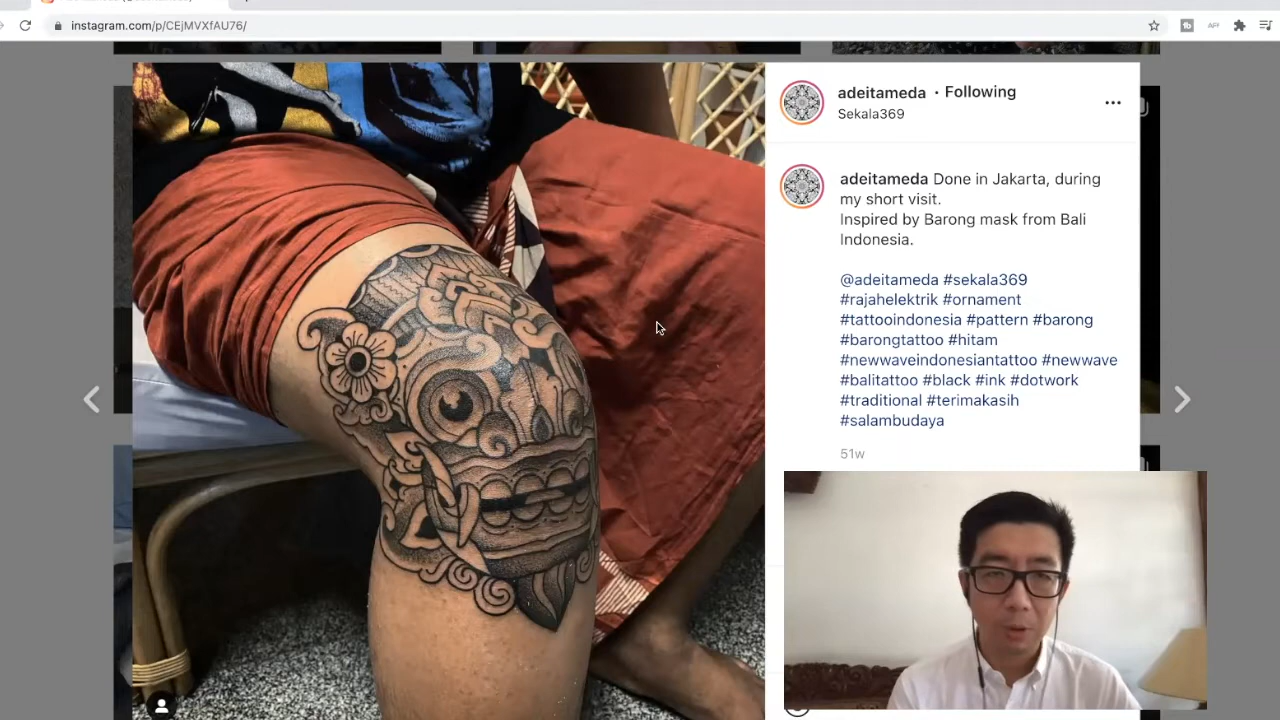 instagram.com/p/CEjMVXfAU76/
adeitameda • Following
Sekala369
adeitameda Done in Jakarta, during
my short visit.
Inspired by Barong mask from Bali
Indonesia.
@adeitameda #sekala369
#rajahelektrik #ornament
#tattooindonesia #pattern #barong
#barongtattoo #hitam
#newwaveindonesiantattoo #newwave
#balitattoo #black #ink #dotwork
#traditional #terimakasih
#salambudaya
51w